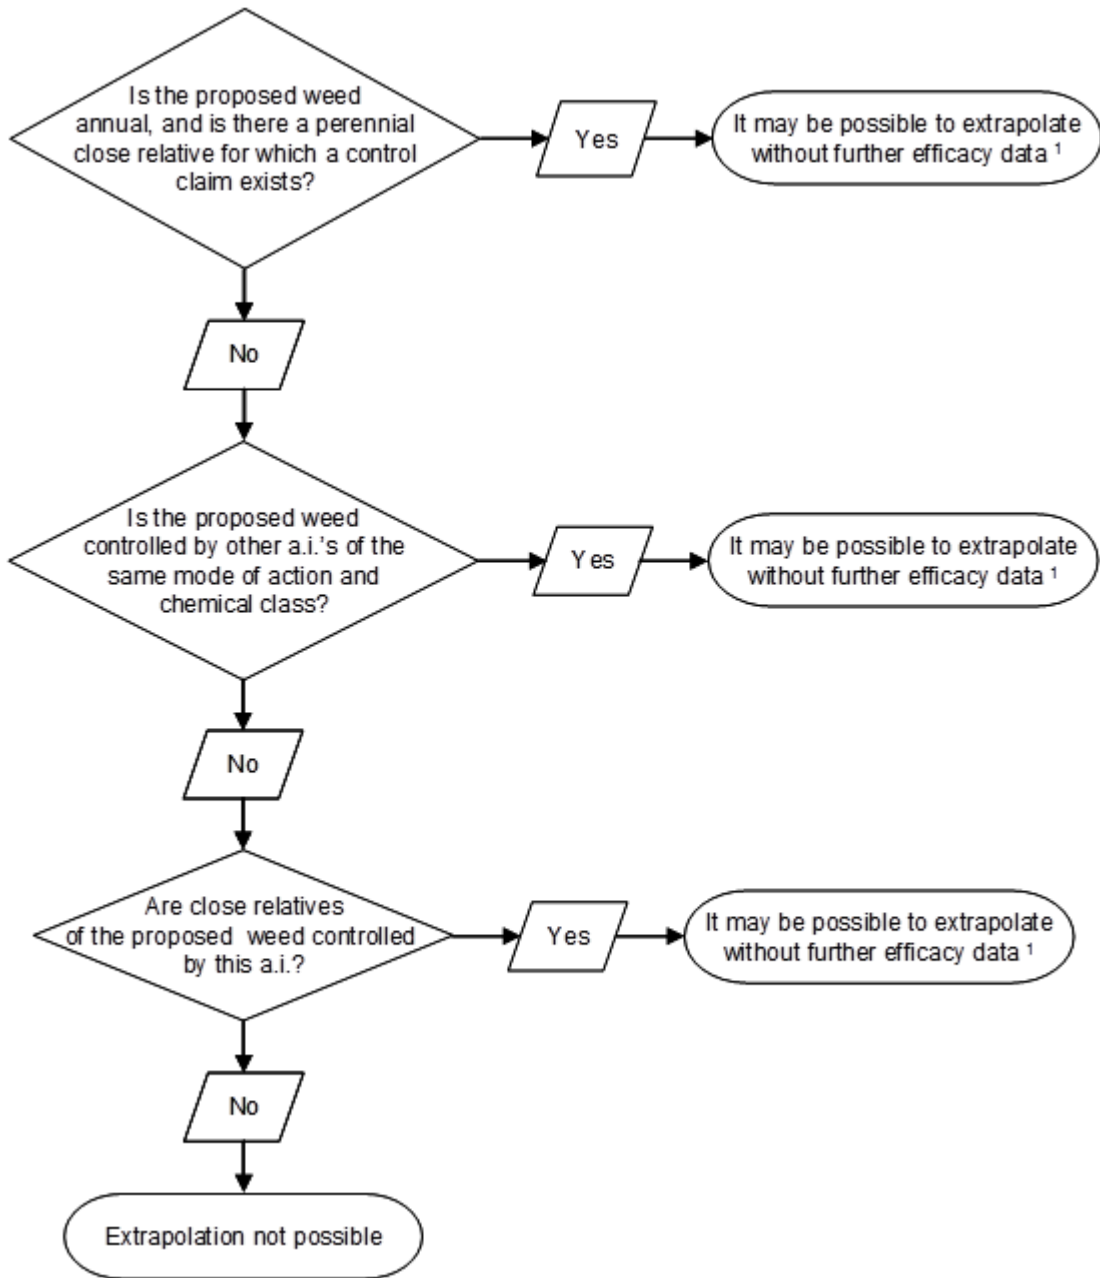 Is the proposed weed
annual, and is there a perennial
close relative for which a control
claim exists?
Yes
It may be possible to extrapolate
without further efficacy data ¹
No
Is the proposed weed
controlled by other a.i.'s of the
same mode of action and
chemical class?
Yes
It may be possible to extrapolate
without further efficacy data ¹
No
Are close relatives
of the proposed weed controlled
by this a.i.?
Yes
It may be possible to extrapolate
without further efficacy data ¹
No
Extrapolation not possible